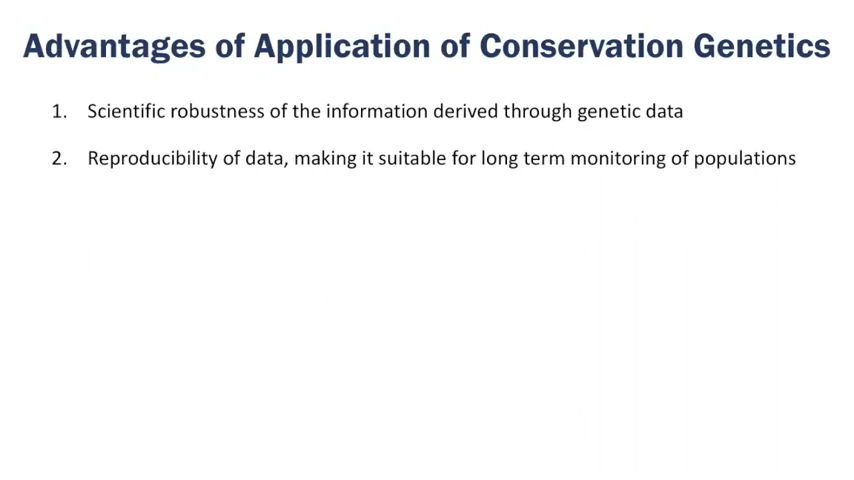 Advantages of Application of Conservation Genetics
1. Scientific robustness of the information derived through genetic data
2. Reproducibility of data, making it suitable for long term monitoring of populations